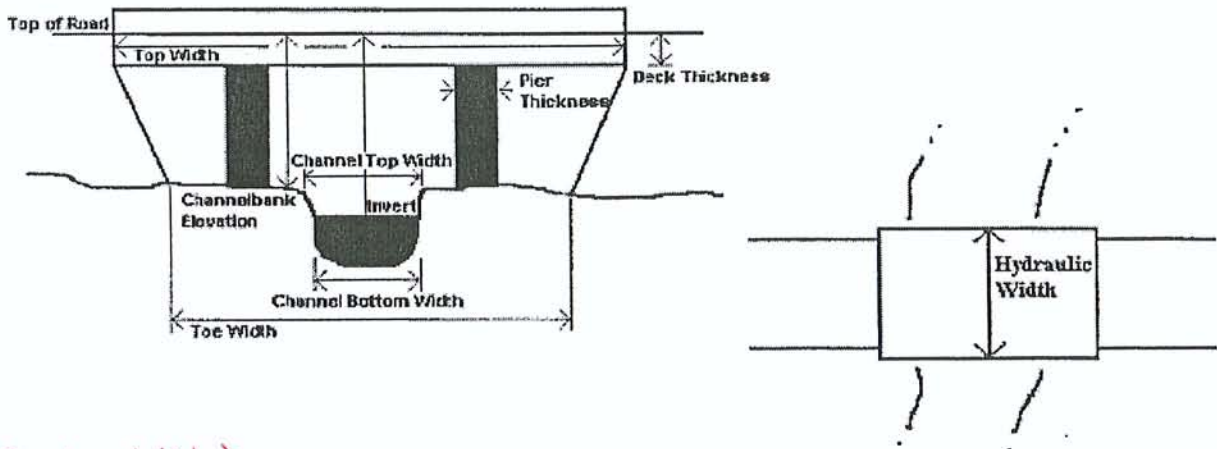 Top of Road
Top Width
Deck Thickness
Pier
Thickness
Channel Top Width
Channelbank
Elevation
Invert
Channel Bottom Width
Toe Width
Hydraulic
Width